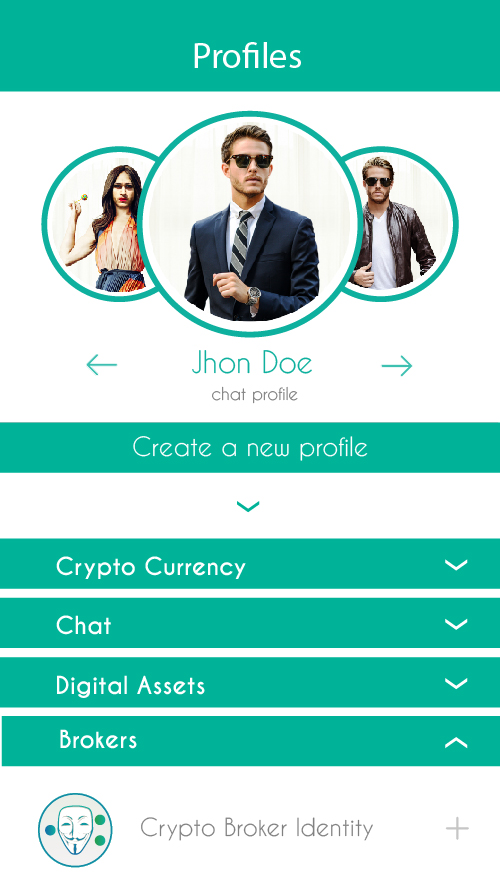 Profiles
Jhon Doe
chat profile
Create a new profile
Crypto Currency
Chat
Digital Assets
Brokers
Crypto Broker Identity